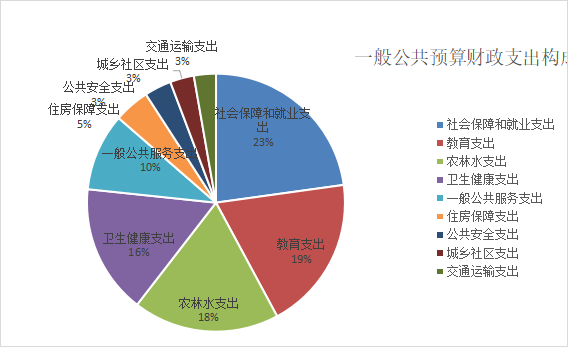 一般公共预算财政支出构成
交通运输支出
3%
城乡社区支出
3%
公共安全支出
3%
住房保障支出
5%
一般公共服务支出
10%
卫生健康支出
16%
农林水支出
18%
教育支出
19%
社会保障和就业支
出
23%
社会保障和就业支出
教育支出
农林水支出
卫生健康支出
一般公共服务支出
住房保障支出
公共安全支出
城乡社区支出
交通运输支出